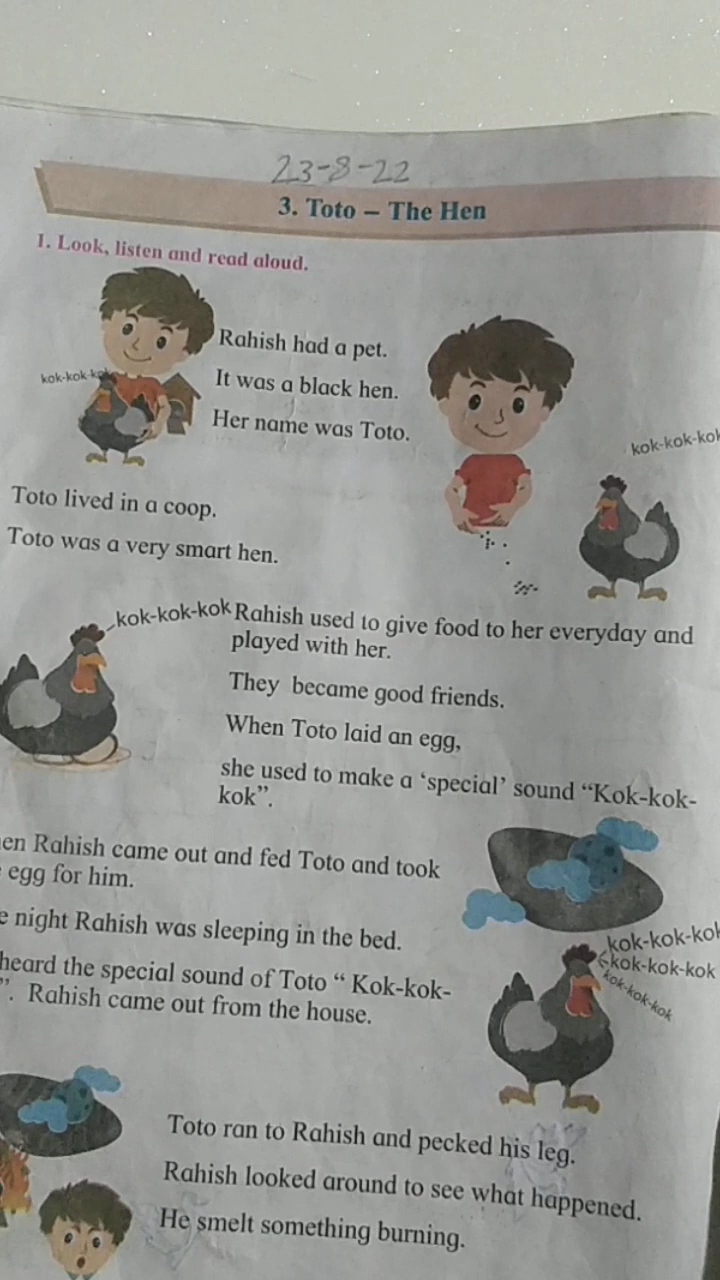 23-8-22
3. Toto – The Hen
1. Look, listen and read aloud.
Rahish had a pet.
kok-kok-kok
It was a black hen.
Her name was Toto.
kok-kok-kok
Toto lived in a coop.
Toto was a very smart hen.
kok-kok-kok
Rahish used to give food to her everyday and
played with her.
They became good friends.
When Toto laid an egg,
she used to make a ‘special’ sound “Kok-kok-
kok”.
en Rahish came out and fed Toto and took
egg for him.
e night Rahish was sleeping in the bed.
kok-kok-kok
kok-kok-kok
kok-kok-kok
heard the special sound of Toto “ Kok-kok-
”. Rahish came out from the house.
Toto ran to Rahish and pecked his leg.
Rahish looked around to see what happened.
He smelt something burning.